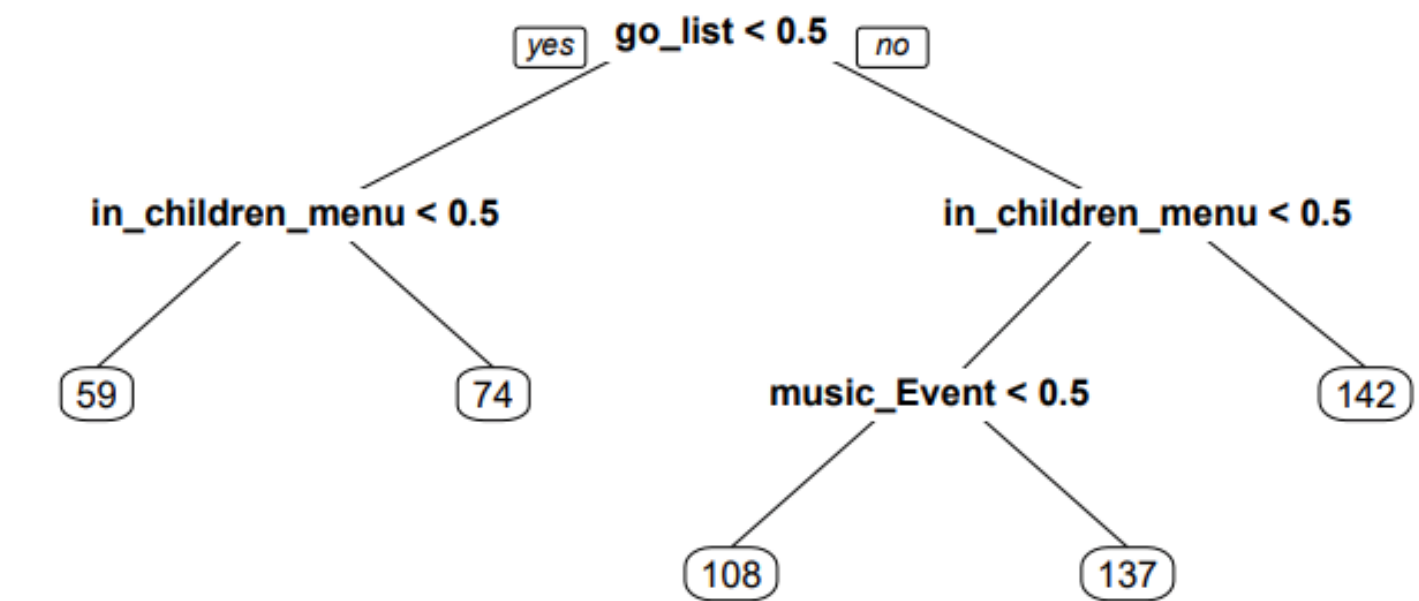 yes go_list < 0.5 no
in_children_menu < 0.5 in_children_menu < 0.5
59 74 music_Event < 0.5 142
108 137